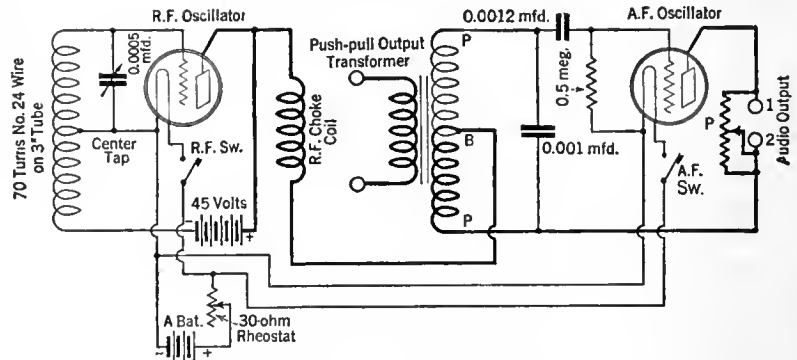 R.F. Oscillator
0.0012 mfd.
A.F. Oscillator
70 Turns No. 24 Wire
on 3" Tube
0.0005
mfd.
Push-pull Output
Transformer
P
0.5 meg.
Center
Tap
R.F. Sw.
R.F. Choke
Coil
B
0.001 mfd.
P
1
2
Audio Output
A.F.
Sw.
45 Volts
- +
P
A Bat.
30-ohm
Rheostat
- +